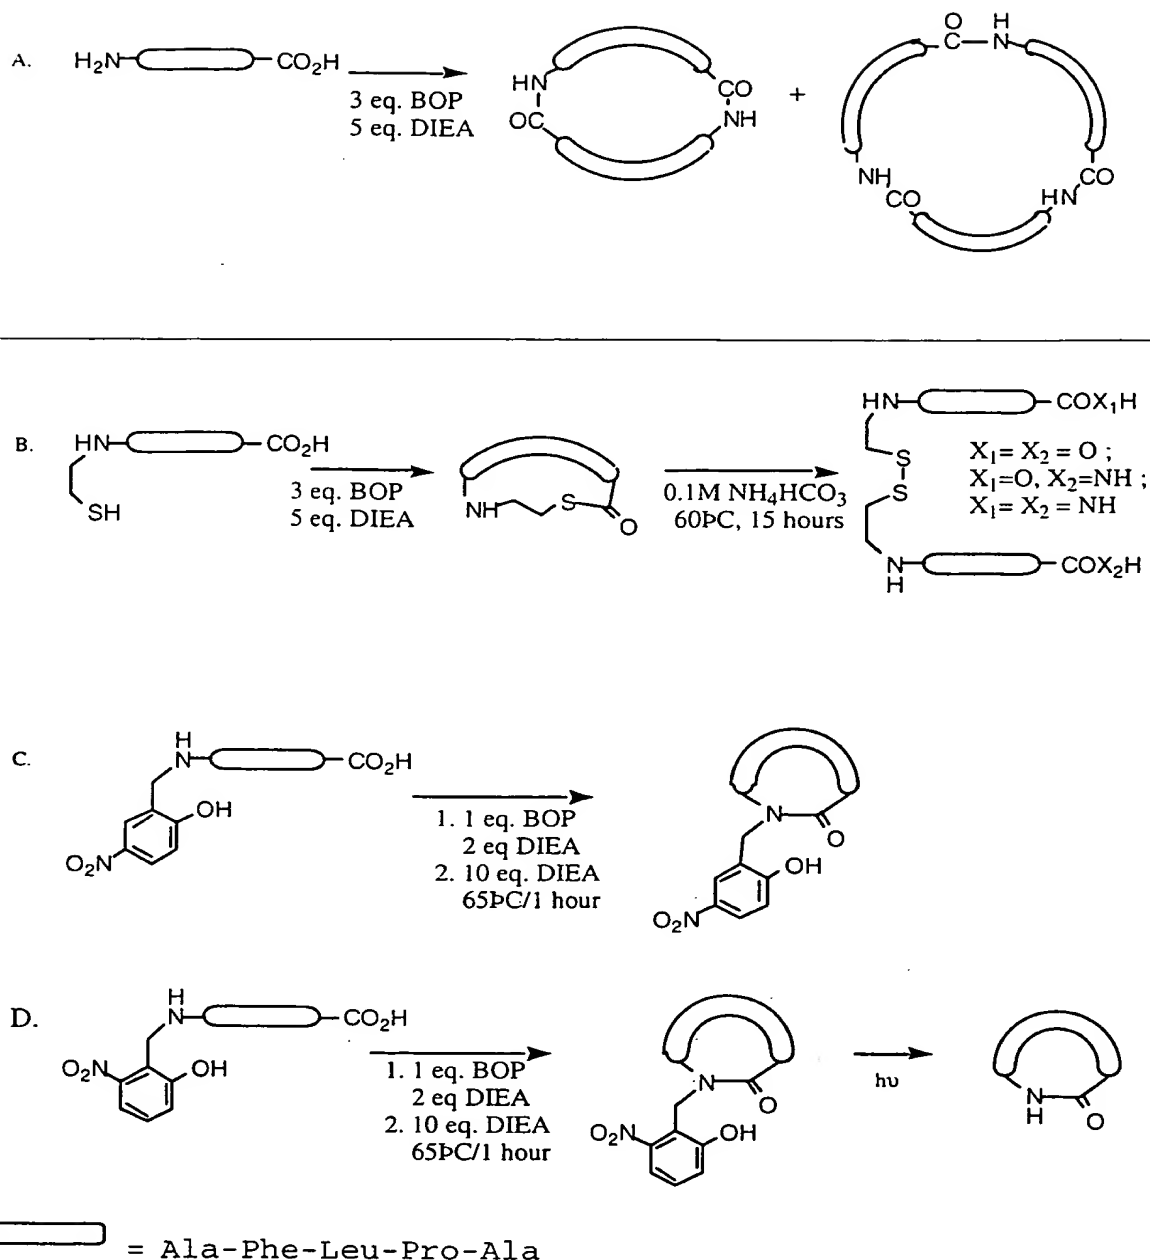 A.
H₂N CO₂H
3 eq. BOP
5 eq. DIEA
HN CO
OC NH
+
O H
C N
NH CO
CO HN
B.
HN CO₂H
SH
3 eq. BOP
5 eq. DIEA
NH S O
0.1M NH₄HCO₃
60ÞC, 15 hours
HN COX₁H
S
S
N COX₂H
H
X₁= X₂ = O ;
X₁=O, X₂=NH ;
X₁= X₂ = NH
C.
H
N CO₂H
OH
O₂N
1. 1 eq. BOP
2 eq DIEA
2. 10 eq. DIEA
65ÞC/1 hour
N O
OH
O₂N
D.
H
N CO₂H
O₂N OH
1. 1 eq. BOP
2 eq DIEA
2. 10 eq. DIEA
65ÞC/1 hour
N O
O₂N OH
hυ
N O
H
= Ala-Phe-Leu-Pro-Ala